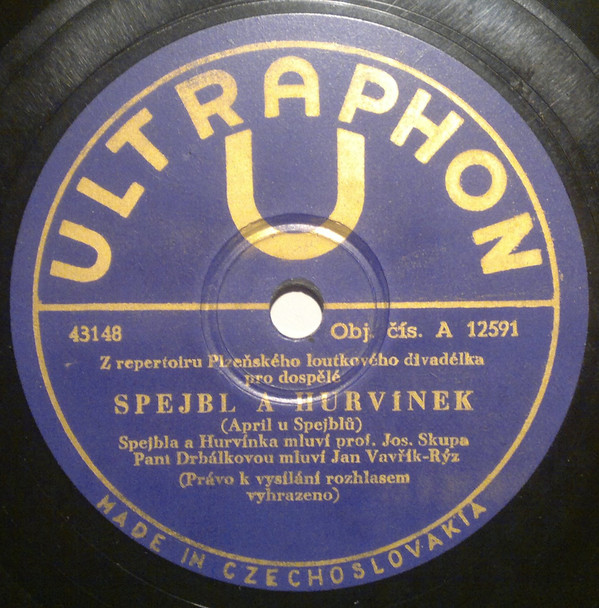 ULTRAPHON
U
43148 Obj. čís. A 12591
Z repertoiru Plzeňského loutkového divadélka
pro dospělé
SPEJBL A HURVÍNEK
(April u Spejblů)
Spejbla a Hurvínka mluví prof. Jos. Skupa
Paní Drbálkovou mluví Jan Vavřík-Rýz
(Právo k vysílání rozhlasem
vyhrazeno)
MADE IN CZECHOSLOVAKIA